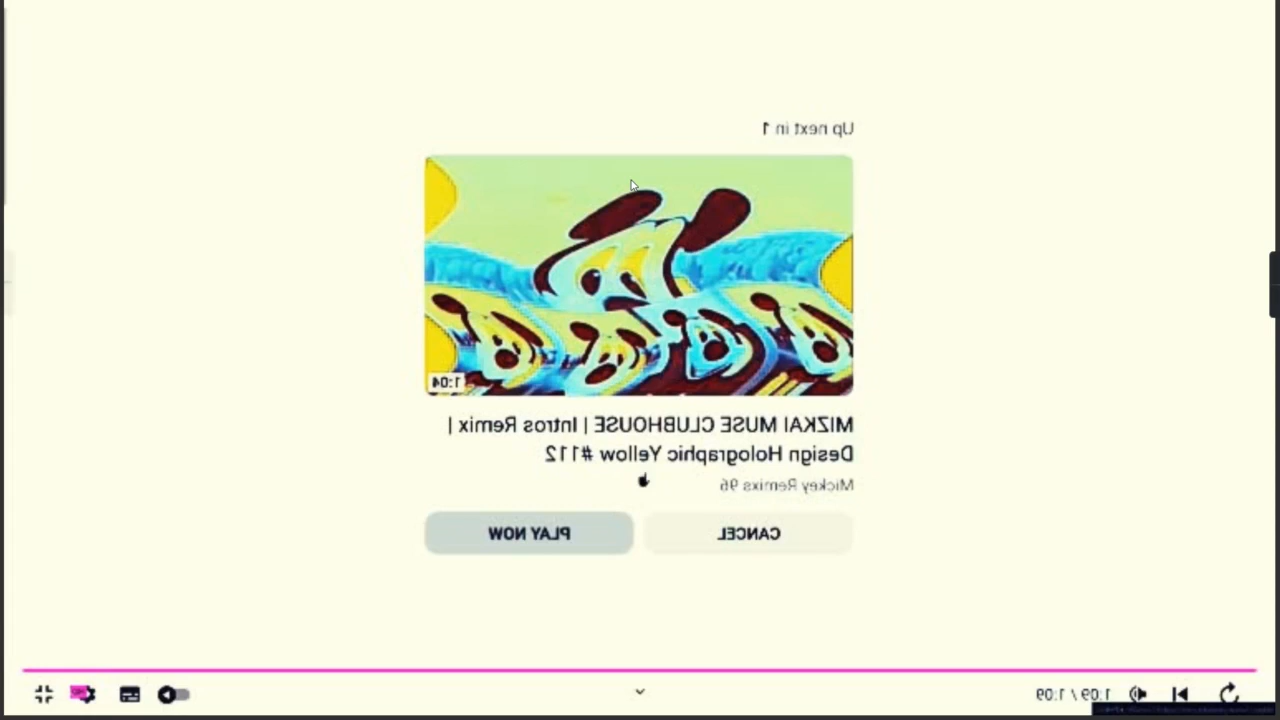 Up next in 1
1:04
MIZKAI MUSE CLUBHOUSE | Intros Remix |
Design Holographic Yellow #112
Mickey Remixs 96
CANCEL
PLAY NOW
1:09 / 1:09